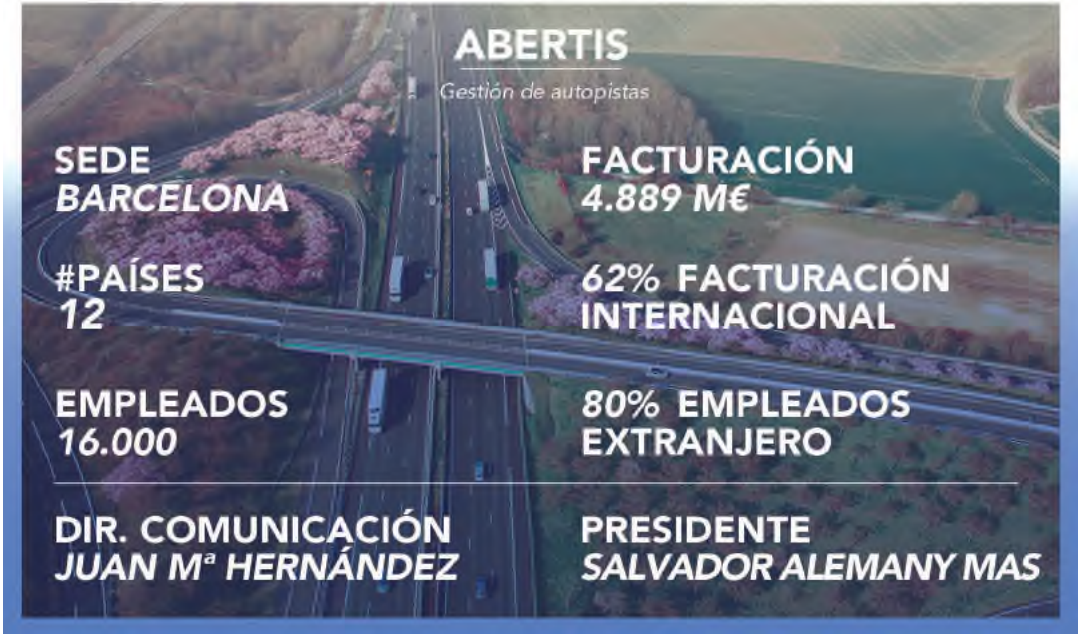 ABERTIS
Gestión de autopistas
SEDE
BARCELONA
FACTURACIÓN
4.889 M€
#PAÍSES
12
62% FACTURACIÓN
INTERNACIONAL
EMPLEADOS
16.000
80% EMPLEADOS
EXTRANJERO
DIR. COMUNICACIÓN
JUAN Mª HERNÁNDEZ
PRESIDENTE
SALVADOR ALEMANY MAS